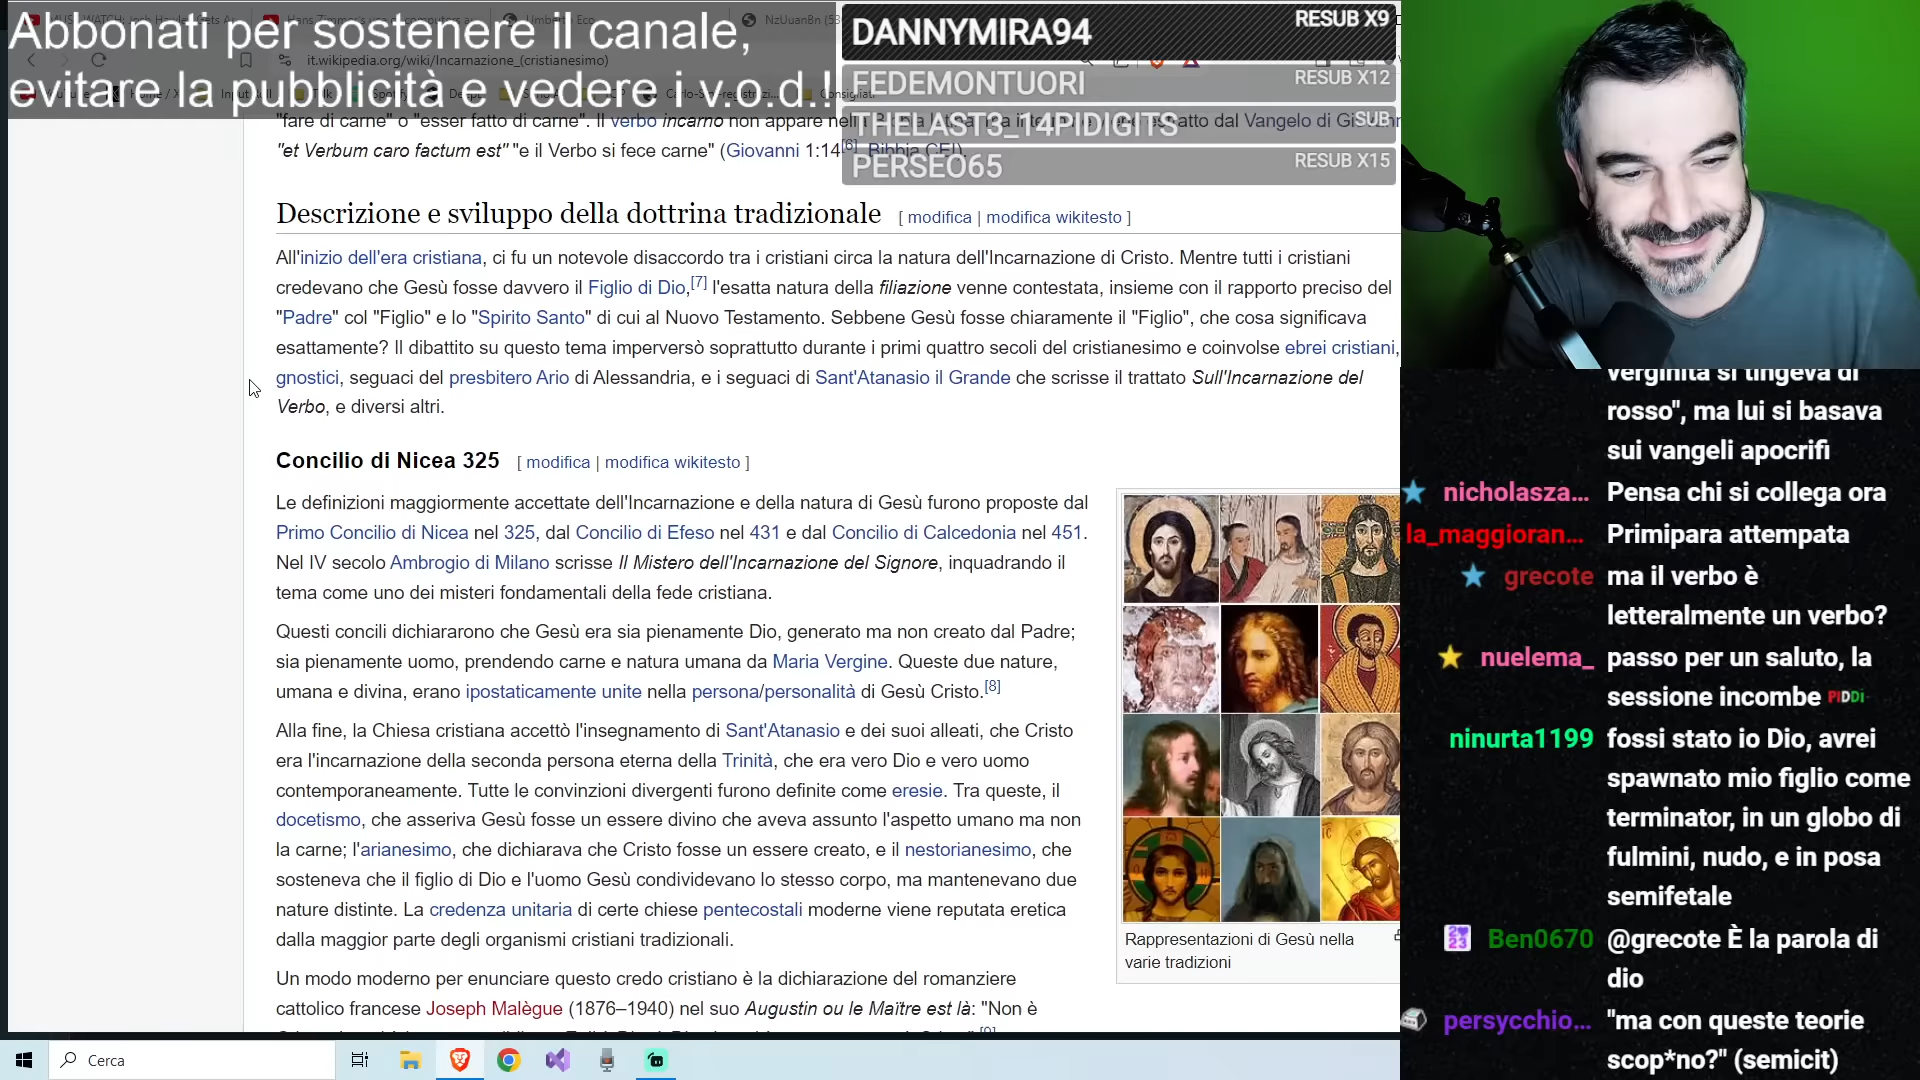 Abbonati per sostenere il canale,
evitare la pubblicità e vedere i v.o.d.!
DANNYMIRA94 RESUB X9
FEDEMONTUORI RESUB X12
THELAST3_14PIDIGITS SUB
PERSEO65 RESUB X15
it.wikipedia.org/wiki/Incarnazione_(cristianesimo)
"fare di carne" o "esser fatto di carne". Il verbo incarno non appare
"et Verbum caro factum est" "e il Verbo si fece carne" (Giovanni 1:14[6] Bibbia CEI).
Descrizione e sviluppo della dottrina tradizionale [ modifica | modifica wikitesto ]
All'inizio dell'era cristiana, ci fu un notevole disaccordo tra i cristiani circa la natura dell'Incarnazione di Cristo. Mentre tutti i cristiani
credevano che Gesù fosse davvero il Figlio di Dio,[7] l'esatta natura della filiazione venne contestata, insieme con il rapporto preciso del
"Padre" col "Figlio" e lo "Spirito Santo" di cui al Nuovo Testamento. Sebbene Gesù fosse chiaramente il "Figlio", che cosa significava
esattamente? Il dibattito su questo tema imperversò soprattutto durante i primi quattro secoli del cristianesimo e coinvolse ebrei cristiani,
gnostici, seguaci del presbitero Ario di Alessandria, e i seguaci di Sant'Atanasio il Grande che scrisse il trattato Sull'Incarnazione del
Verbo, e diversi altri.
Concilio di Nicea 325 [ modifica | modifica wikitesto ]
Le definizioni maggiormente accettate dell'Incarnazione e della natura di Gesù furono proposte dal
Primo Concilio di Nicea nel 325, dal Concilio di Efeso nel 431 e dal Concilio di Calcedonia nel 451.
Nel IV secolo Ambrogio di Milano scrisse Il Mistero dell'Incarnazione del Signore, inquadrando il
tema come uno dei misteri fondamentali della fede cristiana.
Questi concili dichiararono che Gesù era sia pienamente Dio, generato ma non creato dal Padre;
sia pienamente uomo, prendendo carne e natura umana da Maria Vergine. Queste due nature,
umana e divina, erano ipostaticamente unite nella persona/personalità di Gesù Cristo.[8]
Alla fine, la Chiesa cristiana accettò l'insegnamento di Sant'Atanasio e dei suoi alleati, che Cristo
era l'incarnazione della seconda persona eterna della Trinità, che era vero Dio e vero uomo
contemporaneamente. Tutte le convinzioni divergenti furono definite come eresie. Tra queste, il
docetismo, che asseriva Gesù fosse un essere divino che aveva assunto l'aspetto umano ma non
la carne; l'arianesimo, che dichiarava che Cristo fosse un essere creato, e il nestorianesimo, che
sosteneva che il figlio di Dio e l'uomo Gesù condividevano lo stesso corpo, ma mantenevano due
nature distinte. La credenza unitaria di certe chiese pentecostali moderne viene reputata eretica
dalla maggior parte degli organismi cristiani tradizionali.
Un modo moderno per enunciare questo credo cristiano è la dichiarazione del romanziere
cattolico francese Joseph Malègue (1876–1940) nel suo Augustin ou le Maïtre est là: "Non è
Rappresentazioni di Gesù nella
varie tradizioni
Cerca
verginità si tingeva di
rosso", ma lui si basava
sui vangeli apocrifi
nicholasza... Pensa chi si collega ora
la_maggioran... Primipara attempata
grecote ma il verbo è
letteralmente un verbo?
nuelema_ passo per un saluto, la
sessione incombe PIDDi
ninurta1199 fossi stato io Dio, avrei
spawnato mio figlio come
terminator, in un globo di
fulmini, nudo, e in posa
semifetale
Ben0670 @grecote È la parola di
dio
persycchio... "ma con queste teorie
scop*no?" (semicit)